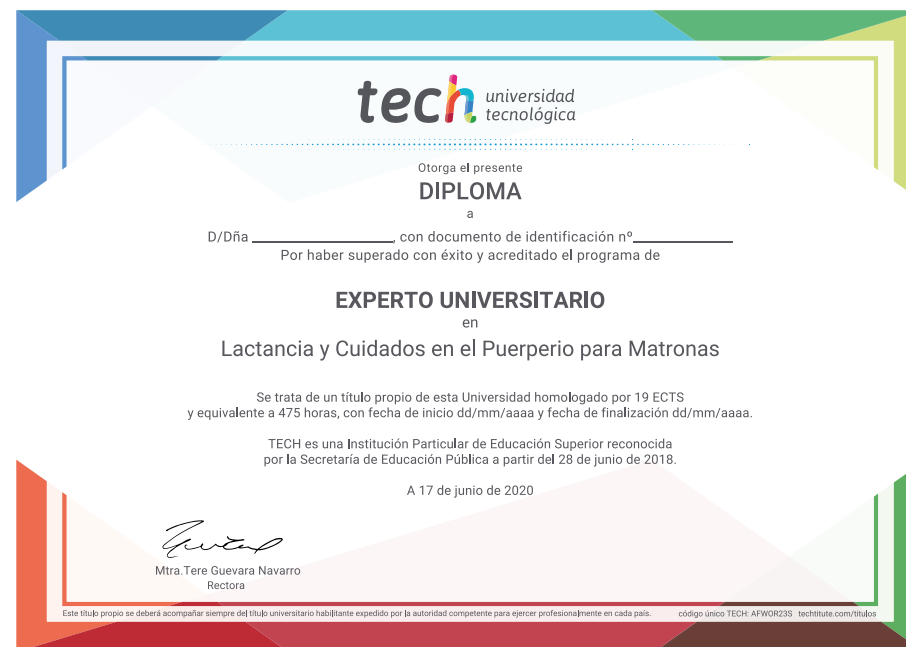 tech universidad
tecnológica
Otorga el presente
DIPLOMA
a
D/Dña ____________________, con documento de identificación nº______________
Por haber superado con éxito y acreditado el programa de
EXPERTO UNIVERSITARIO
en
Lactancia y Cuidados en el Puerperio para Matronas
Se trata de un título propio de esta Universidad homologado por 19 ECTS
y equivalente a 475 horas, con fecha de inicio dd/mm/aaaa y fecha de finalización dd/mm/aaaa.
TECH es una Institución Particular de Educación Superior reconocida
por la Secretaría de Educación Pública a partir del 28 de junio de 2018.
A 17 de junio de 2020
Mtra.Tere Guevara Navarro
Rectora
Este título propio se deberá acompañar siempre del título universitario habilitante expedido por la autoridad competente para ejercer profesionalmente en cada país. código único TECH: AFWOR23S techtitute.com/titulos